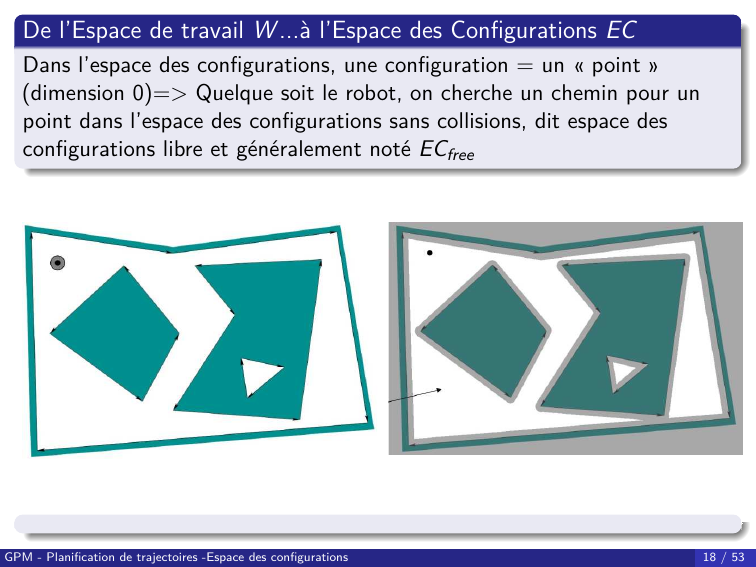 De l'Espace de travail W...à l'Espace des Configurations EC
Dans l'espace des configurations, une configuration = un « point »
(dimension 0)=> Quelque soit le robot, on cherche un chemin pour un
point dans l'espace des configurations sans collisions, dit espace des
configurations libre et généralement noté EC_free
GPM - Planification de trajectoires -Espace des configurations
18 / 53